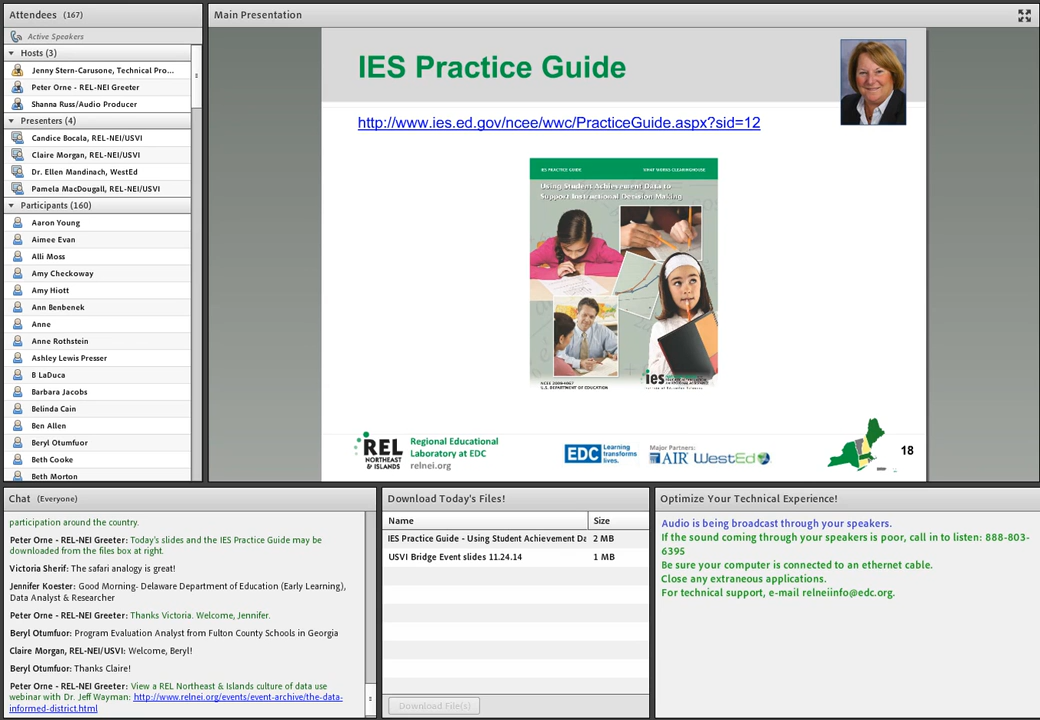 Attendees (167)
Active Speakers
Hosts (3)
Jenny Stern-Carusone, Technical Pro...
Peter Orne - REL-NEI Greeter
Shanna Russ/Audio Producer
Presenters (4)
Candice Bocala, REL-NEI/USVI
Claire Morgan, REL-NEI/USVI
Dr. Ellen Mandinach, WestEd
Pamela MacDougall, REL-NEI/USVI
Participants (160)
Aaron Young
Aimee Evan
Alli Moss
Amy Checkoway
Amy Hiott
Ann Benbenek
Anne
Anne Rothstein
Ashley Lewis Presser
B LaDuca
Barbara Jacobs
Belinda Cain
Ben Allen
Beryl Otumfuor
Beth Cooke
Beth Morton
Main Presentation
IES Practice Guide
http://www.ies.ed.gov/ncee/wwc/PracticeGuide.aspx?sid=12
IES PRACTICE GUIDE WHAT WORKS CLEARINGHOUSE
Using Student Achievement Data to
Support Instructional Decision Making
NCEE 2009-4067
U.S. DEPARTMENT OF EDUCATION
ies
REL
NORTHEAST
& ISLANDS
Regional Educational
Laboratory at EDC
relnei.org
EDC Learning
transforms
lives.
Major Partners:
AIR WestEd
18
Chat (Everyone)
participation around the country.
Peter Orne - REL-NEI Greeter: Today's slides and the IES Practice Guide may be
downloaded from the files box at right.
Victoria Sherif: The safari analogy is great!
Jennifer Koester: Good Morning- Delaware Department of Education (Early Learning),
Data Analyst & Researcher
Peter Orne - REL-NEI Greeter: Thanks Victoria. Welcome, Jennifer.
Beryl Otumfuor: Program Evaluation Analyst from Fulton County Schools in Georgia
Claire Morgan, REL-NEI/USVI: Welcome, Beryl!
Beryl Otumfuor: Thanks Claire!
Peter Orne - REL-NEI Greeter: View a REL Northeast & Islands culture of data use
webinar with Dr. Jeff Wayman: http://www.relnei.org/events/event-archive/the-data-
informed-district.html
Download Today's Files!
Name Size
IES Practice Guide - Using Student Achievement Da 2 MB
USVI Bridge Event slides 11.24.14 1 MB
Download File(s)
Optimize Your Technical Experience!
Audio is being broadcast through your speakers.
If the sound coming through your speakers is poor, call in to listen: 888-803-
6395
Be sure your computer is connected to an ethernet cable.
Close any extraneous applications.
For technical support, e-mail relneiinfo@edc.org.